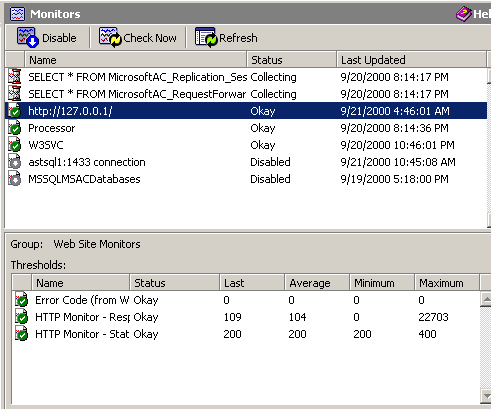 Monitors Hel
Disable Check Now Refresh
Name Status Last Updated
SELECT * FROM MicrosoftAC_Replication_Ses Collecting 9/20/2000 8:14:17 PM
SELECT * FROM MicrosoftAC_RequestForwar Collecting 9/20/2000 8:14:17 PM
http://127.0.0.1/ Okay 9/21/2000 4:46:01 AM
Processor Okay 9/20/2000 8:14:36 PM
W3SVC Okay 9/20/2000 10:46:01 PM
astsql1:1433 connection Disabled 9/21/2000 10:45:08 AM
MSSQLMSACDatabases Disabled 9/19/2000 5:18:00 PM
Group: Web Site Monitors
Thresholds:
Name Status Last Average Minimum Maximum
Error Code (from W Okay 0 0 0 0
HTTP Monitor - Resp Okay 109 104 0 22703
HTTP Monitor - Stat Okay 200 200 200 400